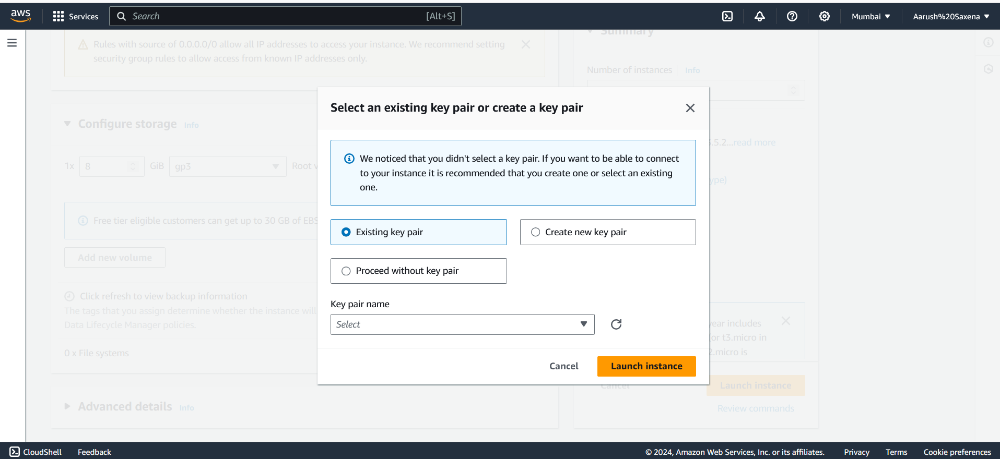 aws
Services
Search
[Alt+S]
Mumbai
Aarush%20Saxena
Rules with source of 0.0.0.0/0 allow all IP addresses to access your instance. We recommend setting
security group rules to allow access from known IP addresses only.
Summary
Number of instances Info
Select an existing key pair or create a key pair
Configure storage Info
We noticed that you didn't select a key pair. If you want to be able to connect
to your instance it is recommended that you create one or select an existing
one.
.5.2...read more
1x 8 GiB gp3 Root v
ype)
Free tier eligible customers can get up to 30 GB of EBS
Existing key pair
Create new key pair
Add new volume
Proceed without key pair
Click refresh to view backup information
The tags that you assign determine whether the instance will
Data Lifecycle Manager policies.
Key pair name
Select
year includes
(or t3.micro in
2.micro is
0 x File systems
Cancel
Launch instance
Cancel
Launch instance
Advanced details Info
Review commands
CloudShell
Feedback
© 2024, Amazon Web Services, Inc. or its affiliates.
Privacy
Terms
Cookie preferences